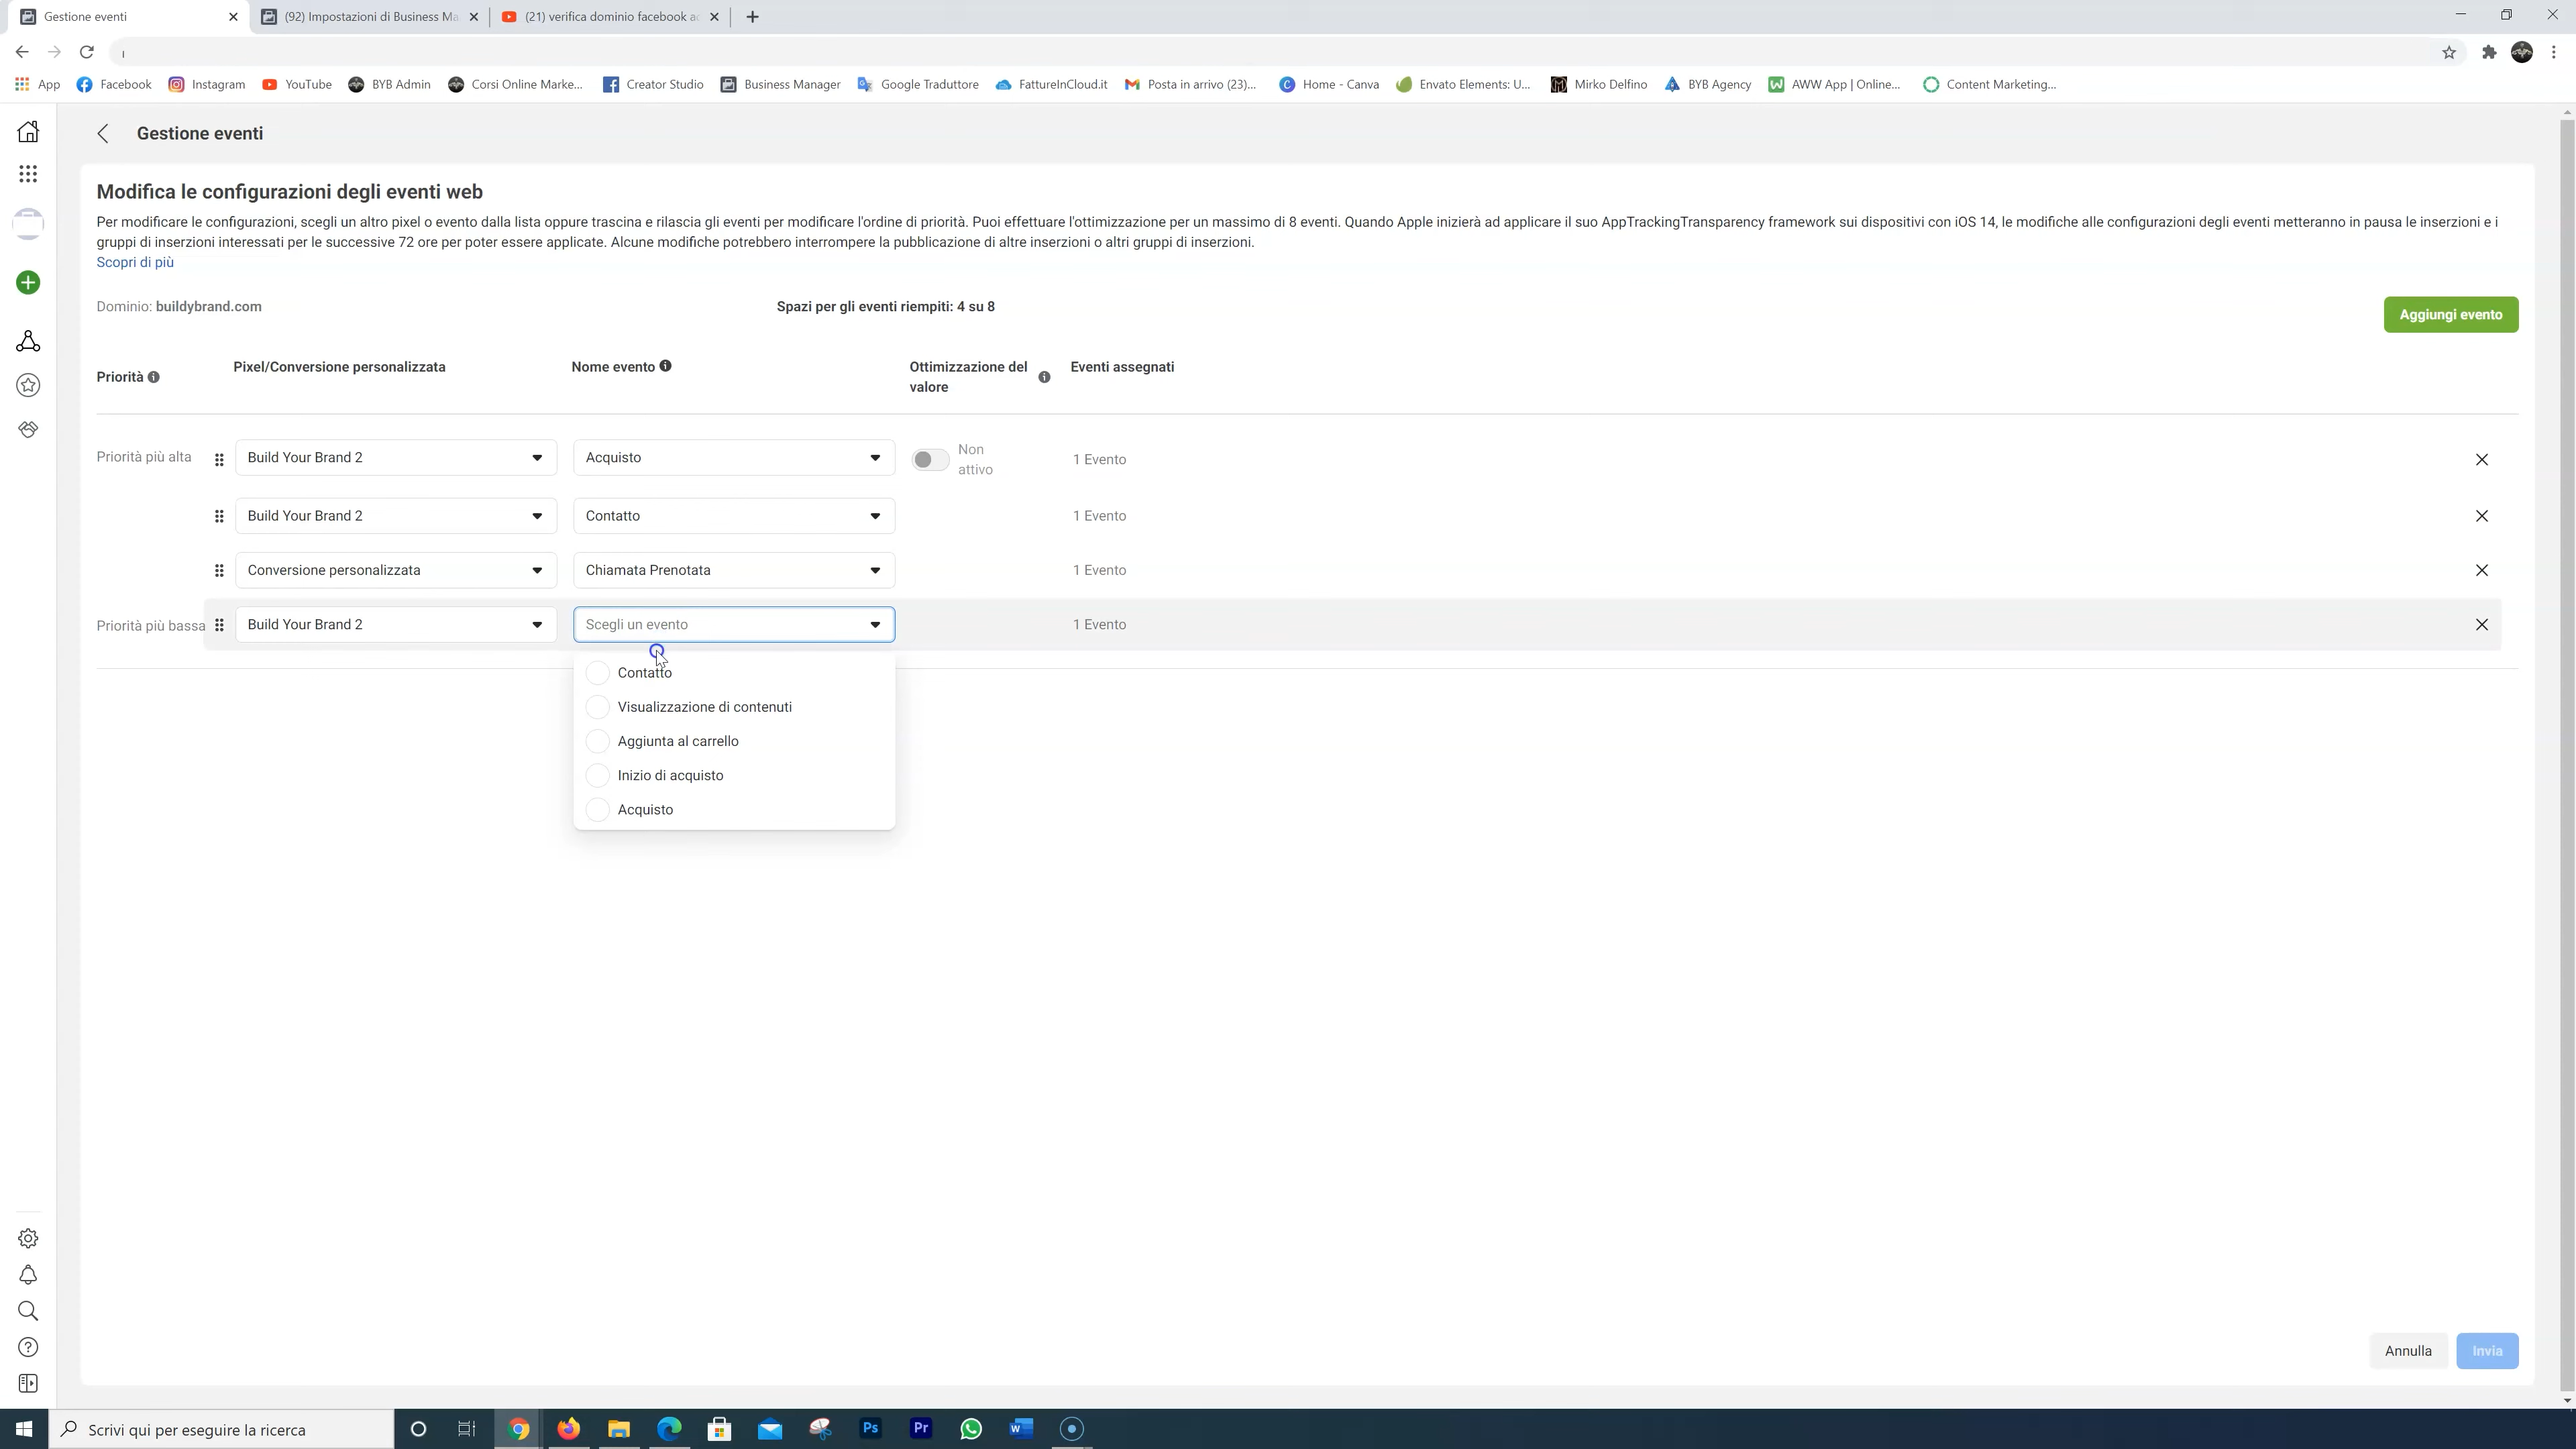 Gestione eventi
(92) Impostazioni di Business Ma
(21) verifica dominio facebook a
App
Facebook
Instagram
YouTube
BYB Admin
Corsi Online Marke...
Creator Studio
Business Manager
Google Traduttore
FattureInCloud.it
Posta in arrivo (23)...
Home - Canva
Envato Elements: U...
Mirko Delfino
BYB Agency
AWW App | Online...
Content Marketing...
Gestione eventi
Modifica le configurazioni degli eventi web
Per modificare le configurazioni, scegli un altro pixel o evento dalla lista oppure trascina e rilascia gli eventi per modificare l'ordine di priorità. Puoi effettuare l'ottimizzazione per un massimo di 8 eventi. Quando Apple inizierà ad applicare il suo AppTrackingTransparency framework sui dispositivi con iOS 14, le modifiche alle configurazioni degli eventi metteranno in pausa le inserzioni e i
gruppi di inserzioni interessati per le successive 72 ore per poter essere applicate. Alcune modifiche potrebbero interrompere la pubblicazione di altre inserzioni o altri gruppi di inserzioni.
Scopri di più
Dominio: buildybrand.com
Spazi per gli eventi riempiti: 4 su 8
Aggiungi evento
Priorità
Pixel/Conversione personalizzata
Nome evento
Ottimizzazione del
valore
Eventi assegnati
Priorità più alta
Build Your Brand 2
Acquisto
Non
attivo
1 Evento
Build Your Brand 2
Contatto
1 Evento
Conversione personalizzata
Chiamata Prenotata
1 Evento
Priorità più bassa
Build Your Brand 2
Scegli un evento
1 Evento
Contatto
Visualizzazione di contenuti
Aggiunta al carrello
Inizio di acquisto
Acquisto
Annulla
Invia
Scrivi qui per eseguire la ricerca
Ps
Pr